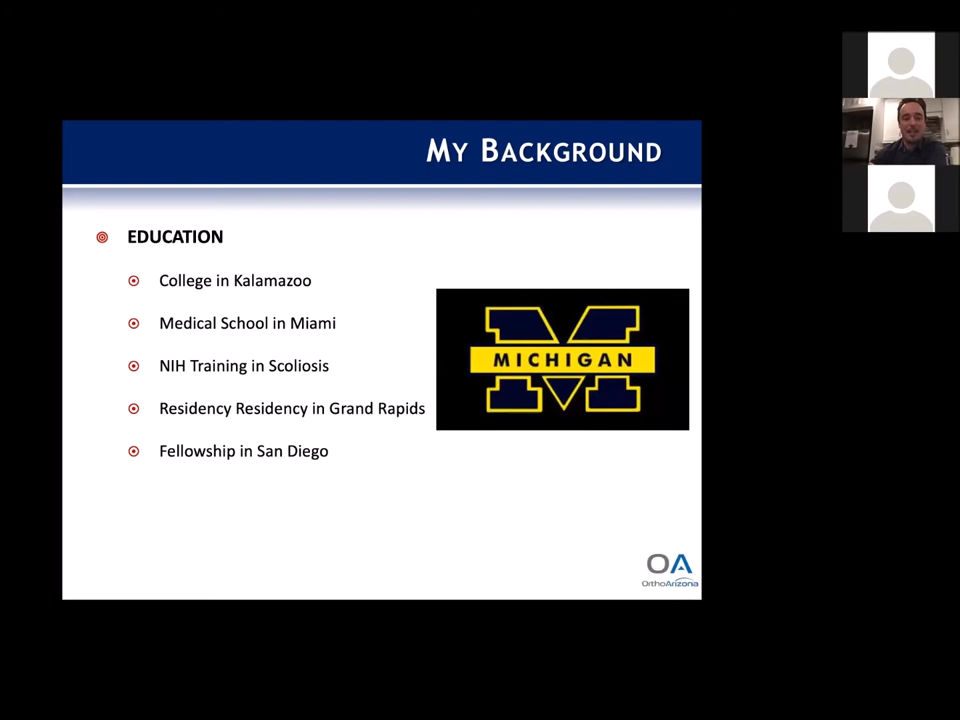 MY BACKGROUND
EDUCATION
College in Kalamazoo
Medical School in Miami
NIH Training in Scoliosis
Residency Residency in Grand Rapids
Fellowship in San Diego
MICHIGAN
OA
OrthoArizona